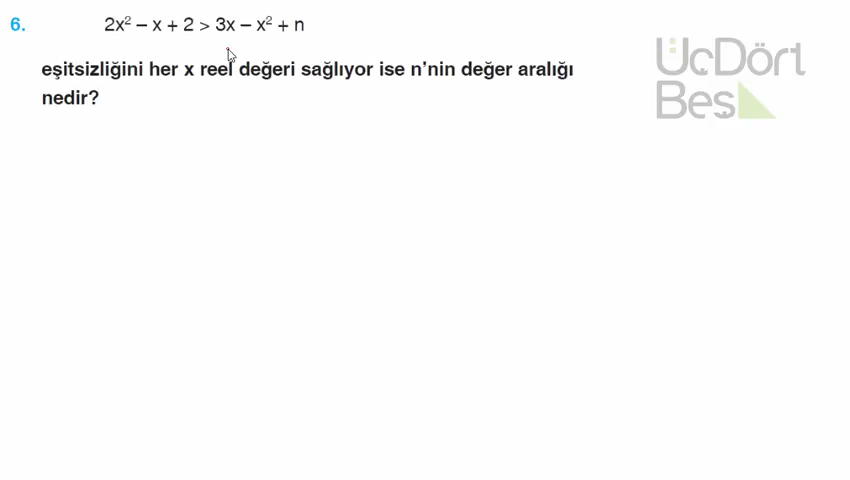 6. 2x² – x + 2 > 3x – x² + n
eşitsizliğini her x reel değeri sağlıyor ise n’nin değer aralığı
nedir?
ÜçDört
Beş